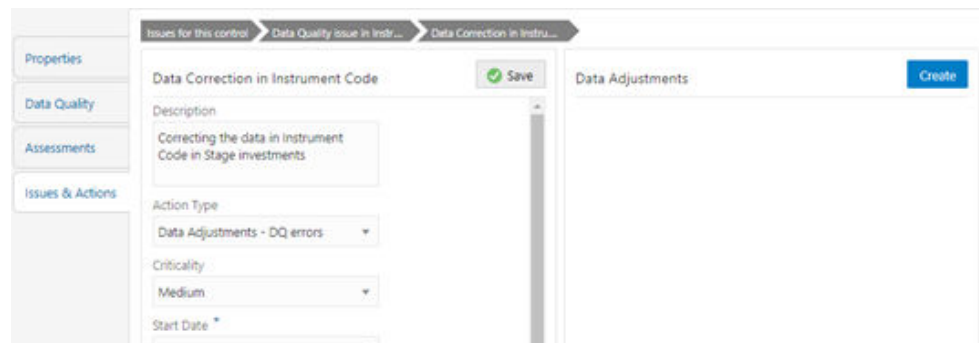 Issues for this control
Data Quality issue in Instr...
Data Correction in Instru...
Properties
Data Quality
Assessments
Issues & Actions
Data Correction in Instrument Code
Save
Description
Correcting the data in Instrument
Code in Stage investments
Action Type
Data Adjustments - DQ errors
Criticality
Medium
Start Date *
Data Adjustments
Create